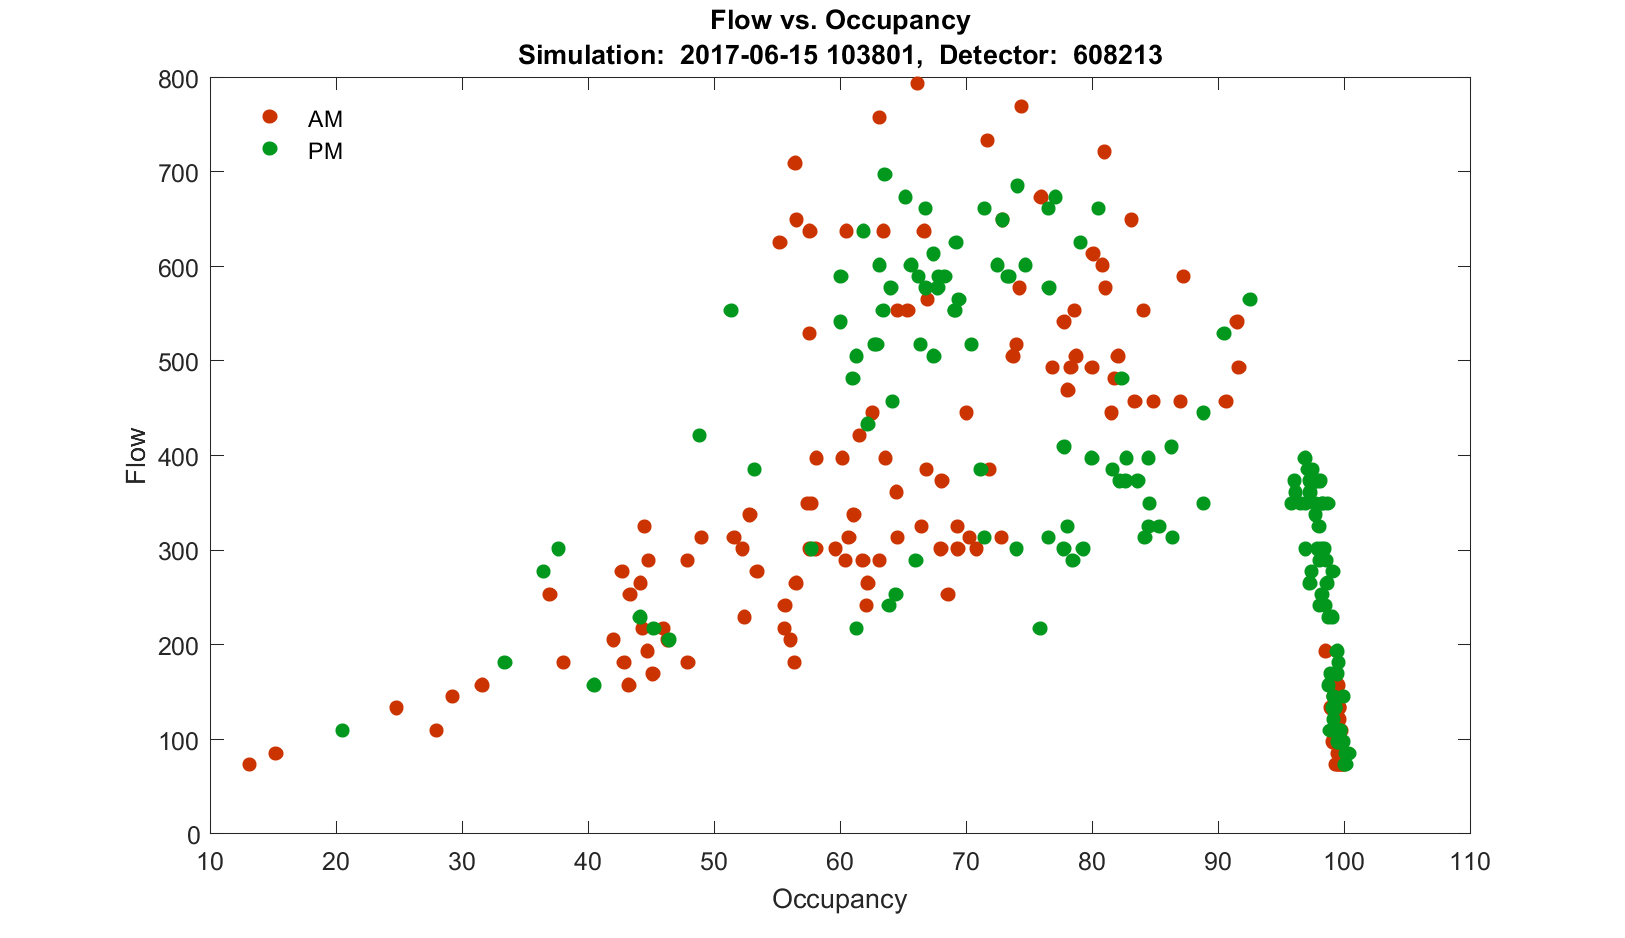 Flow vs. Occupancy
Simulation:  2017-06-15 103801,  Detector:  608213
800
AM
PM
700
600
500
Flow
400
300
200
100
0
10 20 30 40 50 60 70 80 90 100 110
Occupancy